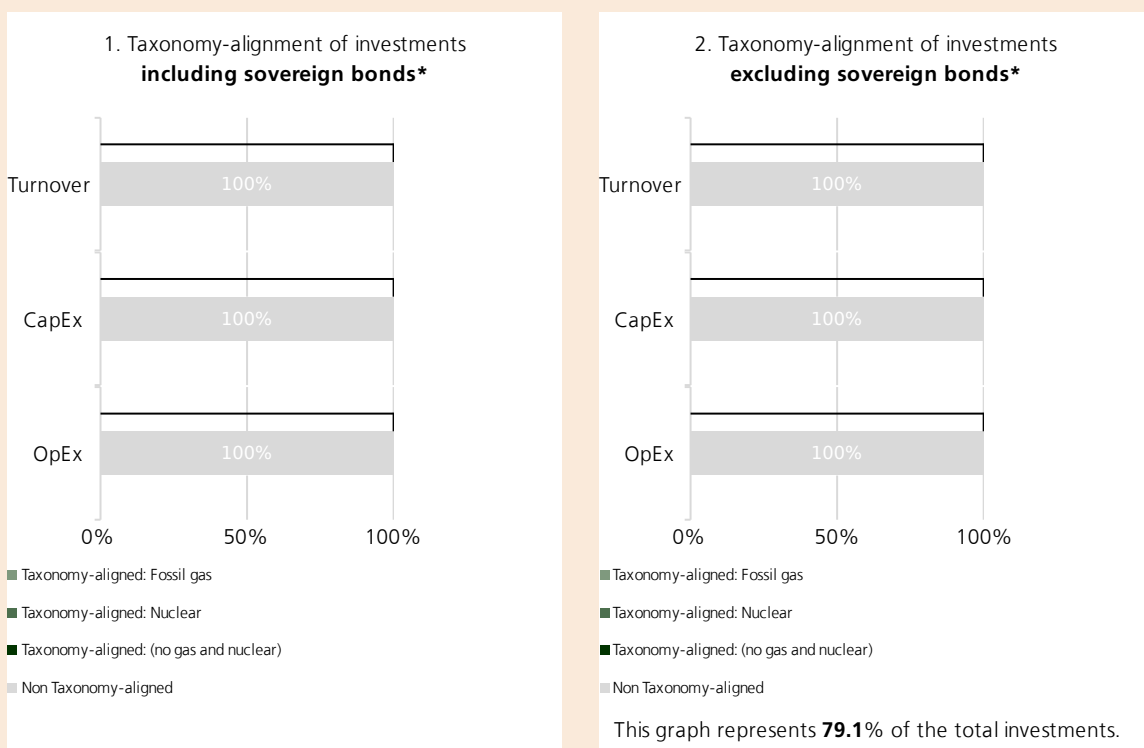 1. Taxonomy-alignment of investments
including sovereign bonds*
Turnover
100%
CapEx
100%
OpEx
100%
0% 50% 100%
Taxonomy-aligned: Fossil gas
Taxonomy-aligned: Nuclear
Taxonomy-aligned: (no gas and nuclear)
Non Taxonomy-aligned
2. Taxonomy-alignment of investments
excluding sovereign bonds*
Turnover
100%
CapEx
100%
OpEx
100%
0% 50% 100%
Taxonomy-aligned: Fossil gas
Taxonomy-aligned: Nuclear
Taxonomy-aligned: (no gas and nuclear)
Non Taxonomy-aligned
This graph represents 79.1% of the total investments.